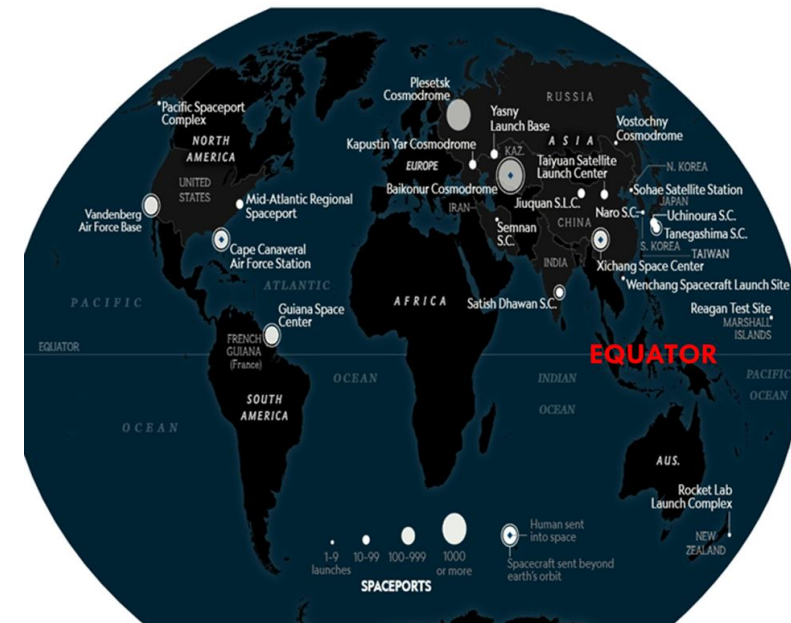 Plesetsk
Cosmodrome
RUSSIA
Pacific Spaceport
Complex
Yasny
Launch Base
Vostochny
Cosmodrome
NORTH
AMERICA
Kapustin Yar Cosmodrome
KAZ.
ASIA
EUROPE
Taiyuan Satellite
Launch Center
N. KOREA
UNITED
STATES
Mid-Atlantic Regional
Spaceport
Baikonur Cosmodrome
Jiuquan S.L.C.
Sohae Satellite Station
JAPAN
IRAN
Naro S.C.
Uchinoura S.C.
Vandenberg
Air Force Base
Semnan
S.C.
CHINA
Tanegashima S.C.
S. KOREA
TAIWAN
Cape Canaveral
Air Force Station
INDIA
Xichang Space Center
Wenchang Spacecraft Launch Site
ATLANTIC
PACIFIC
AFRICA
Satish Dhawan S.C.
Guiana Space
Center
Reagan Test Site
MARSHALL
ISLANDS
FRENCH
GUIANA
(France)
EQUATOR
EQUATOR
OCEAN
INDIAN
OCEAN
PACIFIC
OCEAN
SOUTH
AMERICA
OCEAN
AUS.
Rocket Lab
Launch Complex
NEW
ZEALAND
Human sent
into space
1-9
launches
10-99
100-999
1000
or more
Spacecraft sent beyond
earth's orbit
SPACEPORTS